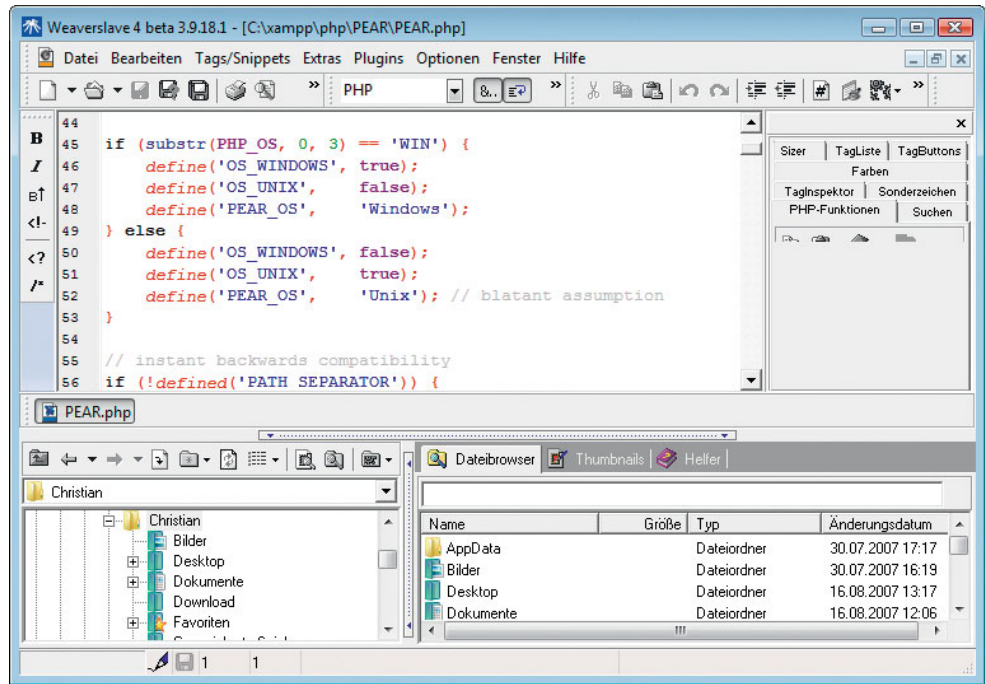 Weaverslave 4 beta 3.9.18.1 - [C:\xampp\php\PEAR\PEAR.php]
Datei Bearbeiten Tags/Snippets Extras Plugins Optionen Fenster Hilfe
PHP
44
45 if (substr(PHP_OS, 0, 3) == 'WIN') {
46     define('OS_WINDOWS', true);
47     define('OS_UNIX',    false);
48     define('PEAR_OS',    'Windows');
49 } else {
50     define('OS_WINDOWS', false);
51     define('OS_UNIX',    true);
52     define('PEAR_OS',    'Unix'); // blatant assumption
53 }
54
55 // instant backwards compatibility
56 if (!defined('PATH_SEPARATOR')) {
B
I
B↑
<!-
<?
/*
Sizer TagListe TagButtons
Farben
TagInspektor Sonderzeichen
PHP-Funktionen Suchen
PEAR.php
Dateibrowser Thumbnails Helfer
Christian
Christian
Bilder
Desktop
Dokumente
Download
Favoriten
Name Größe Typ Änderungsdatum
AppData Dateiordner 30.07.2007 17:17
Bilder Dateiordner 30.07.2007 16:19
Desktop Dateiordner 16.08.2007 13:17
Dokumente Dateiordner 16.08.2007 12:06
1 1